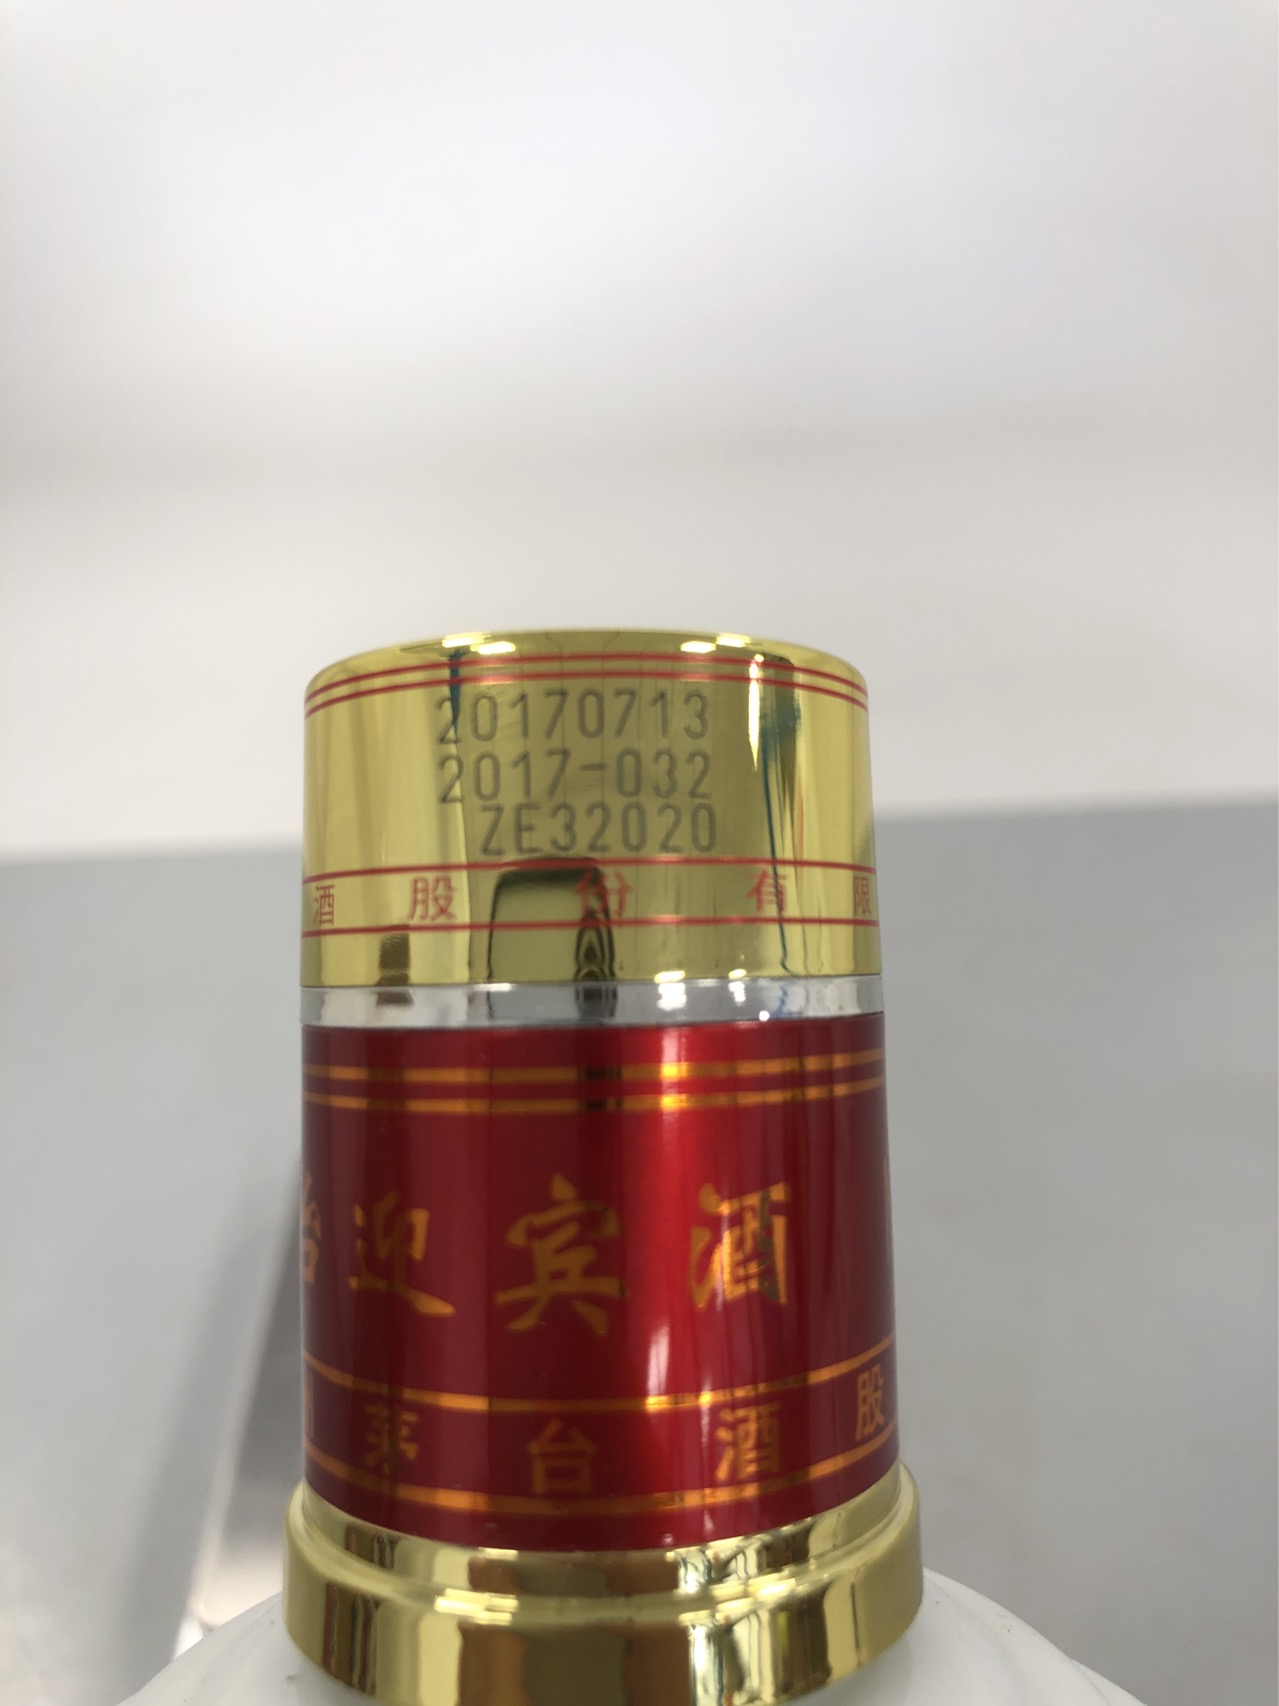 20170713
2017-032
ZE32020
酒 股 份 有 限
迎 宾 酒
茅 台 酒 股